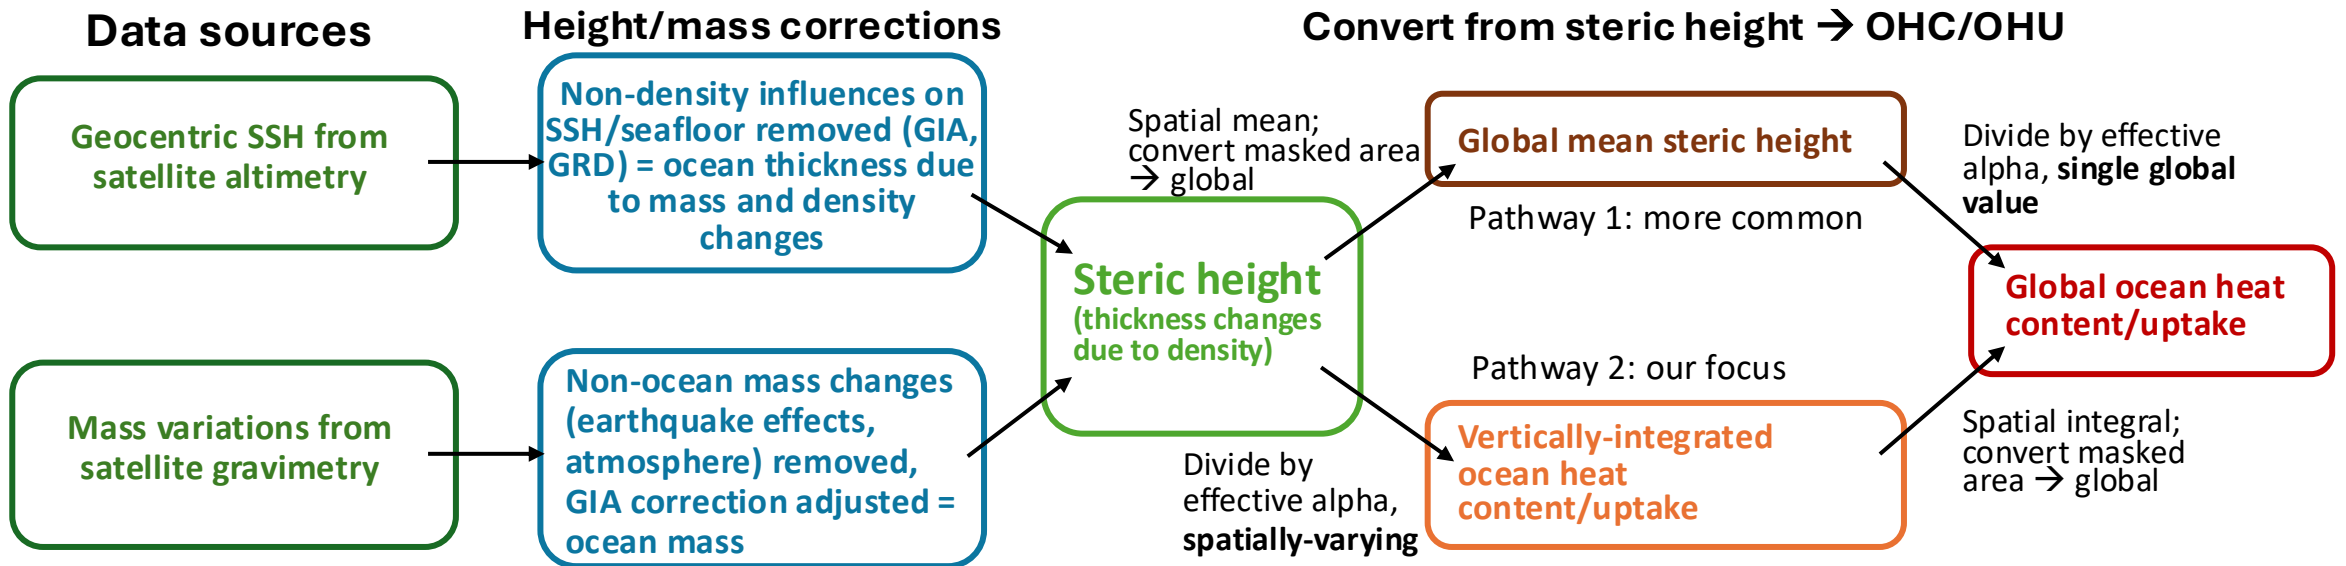 Data sources
Height/mass corrections
Convert from steric height → OHC/OHU
Geocentric SSH from
satellite altimetry
Non-density influences on
SSH/seafloor removed (GIA,
GRD) = ocean thickness due
to mass and density
changes
Mass variations from
satellite gravimetry
Non-ocean mass changes
(earthquake effects,
atmosphere) removed,
GIA correction adjusted =
ocean mass
Steric height
(thickness changes
due to density)
Spatial mean;
convert masked area
→ global
Global mean steric height
Pathway 1: more common
Divide by effective
alpha, single global
value
Divide by
effective alpha,
spatially-varying
Pathway 2: our focus
Vertically-integrated
ocean heat
content/uptake
Spatial integral;
convert masked
area → global
Global ocean heat
content/uptake